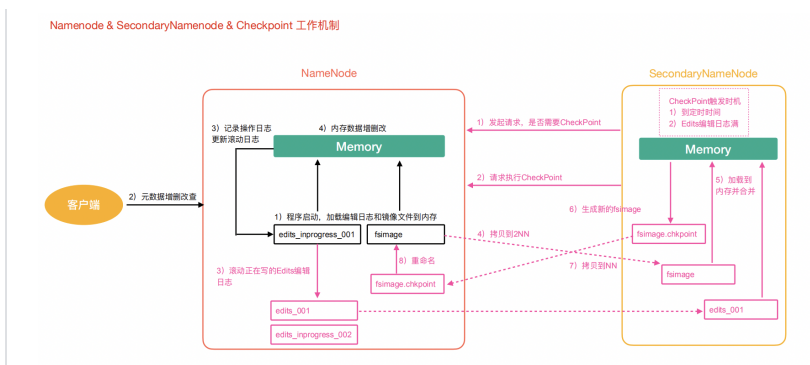 Namenode & SecondaryNamenode & Checkpoint 工作机制
NameNode
SecondaryNameNode
CheckPoint触发时机
1）到定时时间
2）Edits编辑日志满
3）记录操作日志
更新滚动日志
4）内存数据增删改
1）发起请求，是否需要CheckPoint
Memory
Memory
2）请求执行CheckPoint
5）加载到
内存并合并
客户端
2）元数据增删改查
6）生成新的fsimage
1）程序启动，加载编辑日志和镜像文件到内存
edits_inprogress_001
fsimage
4）拷贝到2NN
fsimage.chkpoint
8）重命名
7）拷贝到NN
3）滚动正在写的Edits编辑
日志
fsimage.chkpoint
fsimage
edits_001
edits_001
edits_inprogress_002